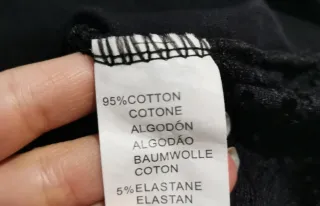 95%COTTON
COTONE
ALGODÓN
ALGODÃO
BAUMWOLLE
COTON
5%ELASTANE
ELASTAN